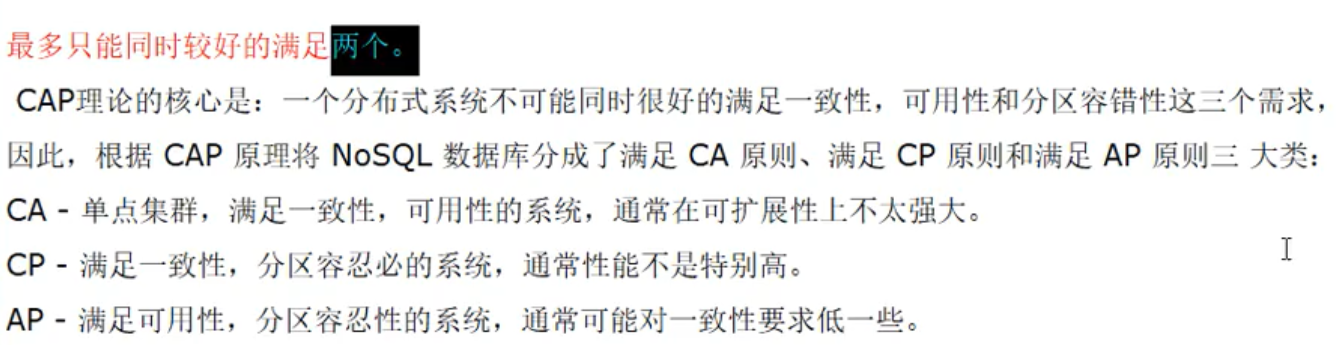 最多只能同时较好的满足两个。
CAP理论的核心是：一个分布式系统不可能同时很好的满足一致性，可用性和分区容错性这三个需求，
因此，根据 CAP 原理将 NoSQL 数据库分成了满足 CA 原则、满足 CP 原则和满足 AP 原则三 大类：
CA - 单点集群，满足一致性，可用性的系统，通常在可扩展性上不太强大。
CP - 满足一致性，分区容忍必的系统，通常性能不是特别高。
AP - 满足可用性，分区容忍性的系统，通常可能对一致性要求低一些。